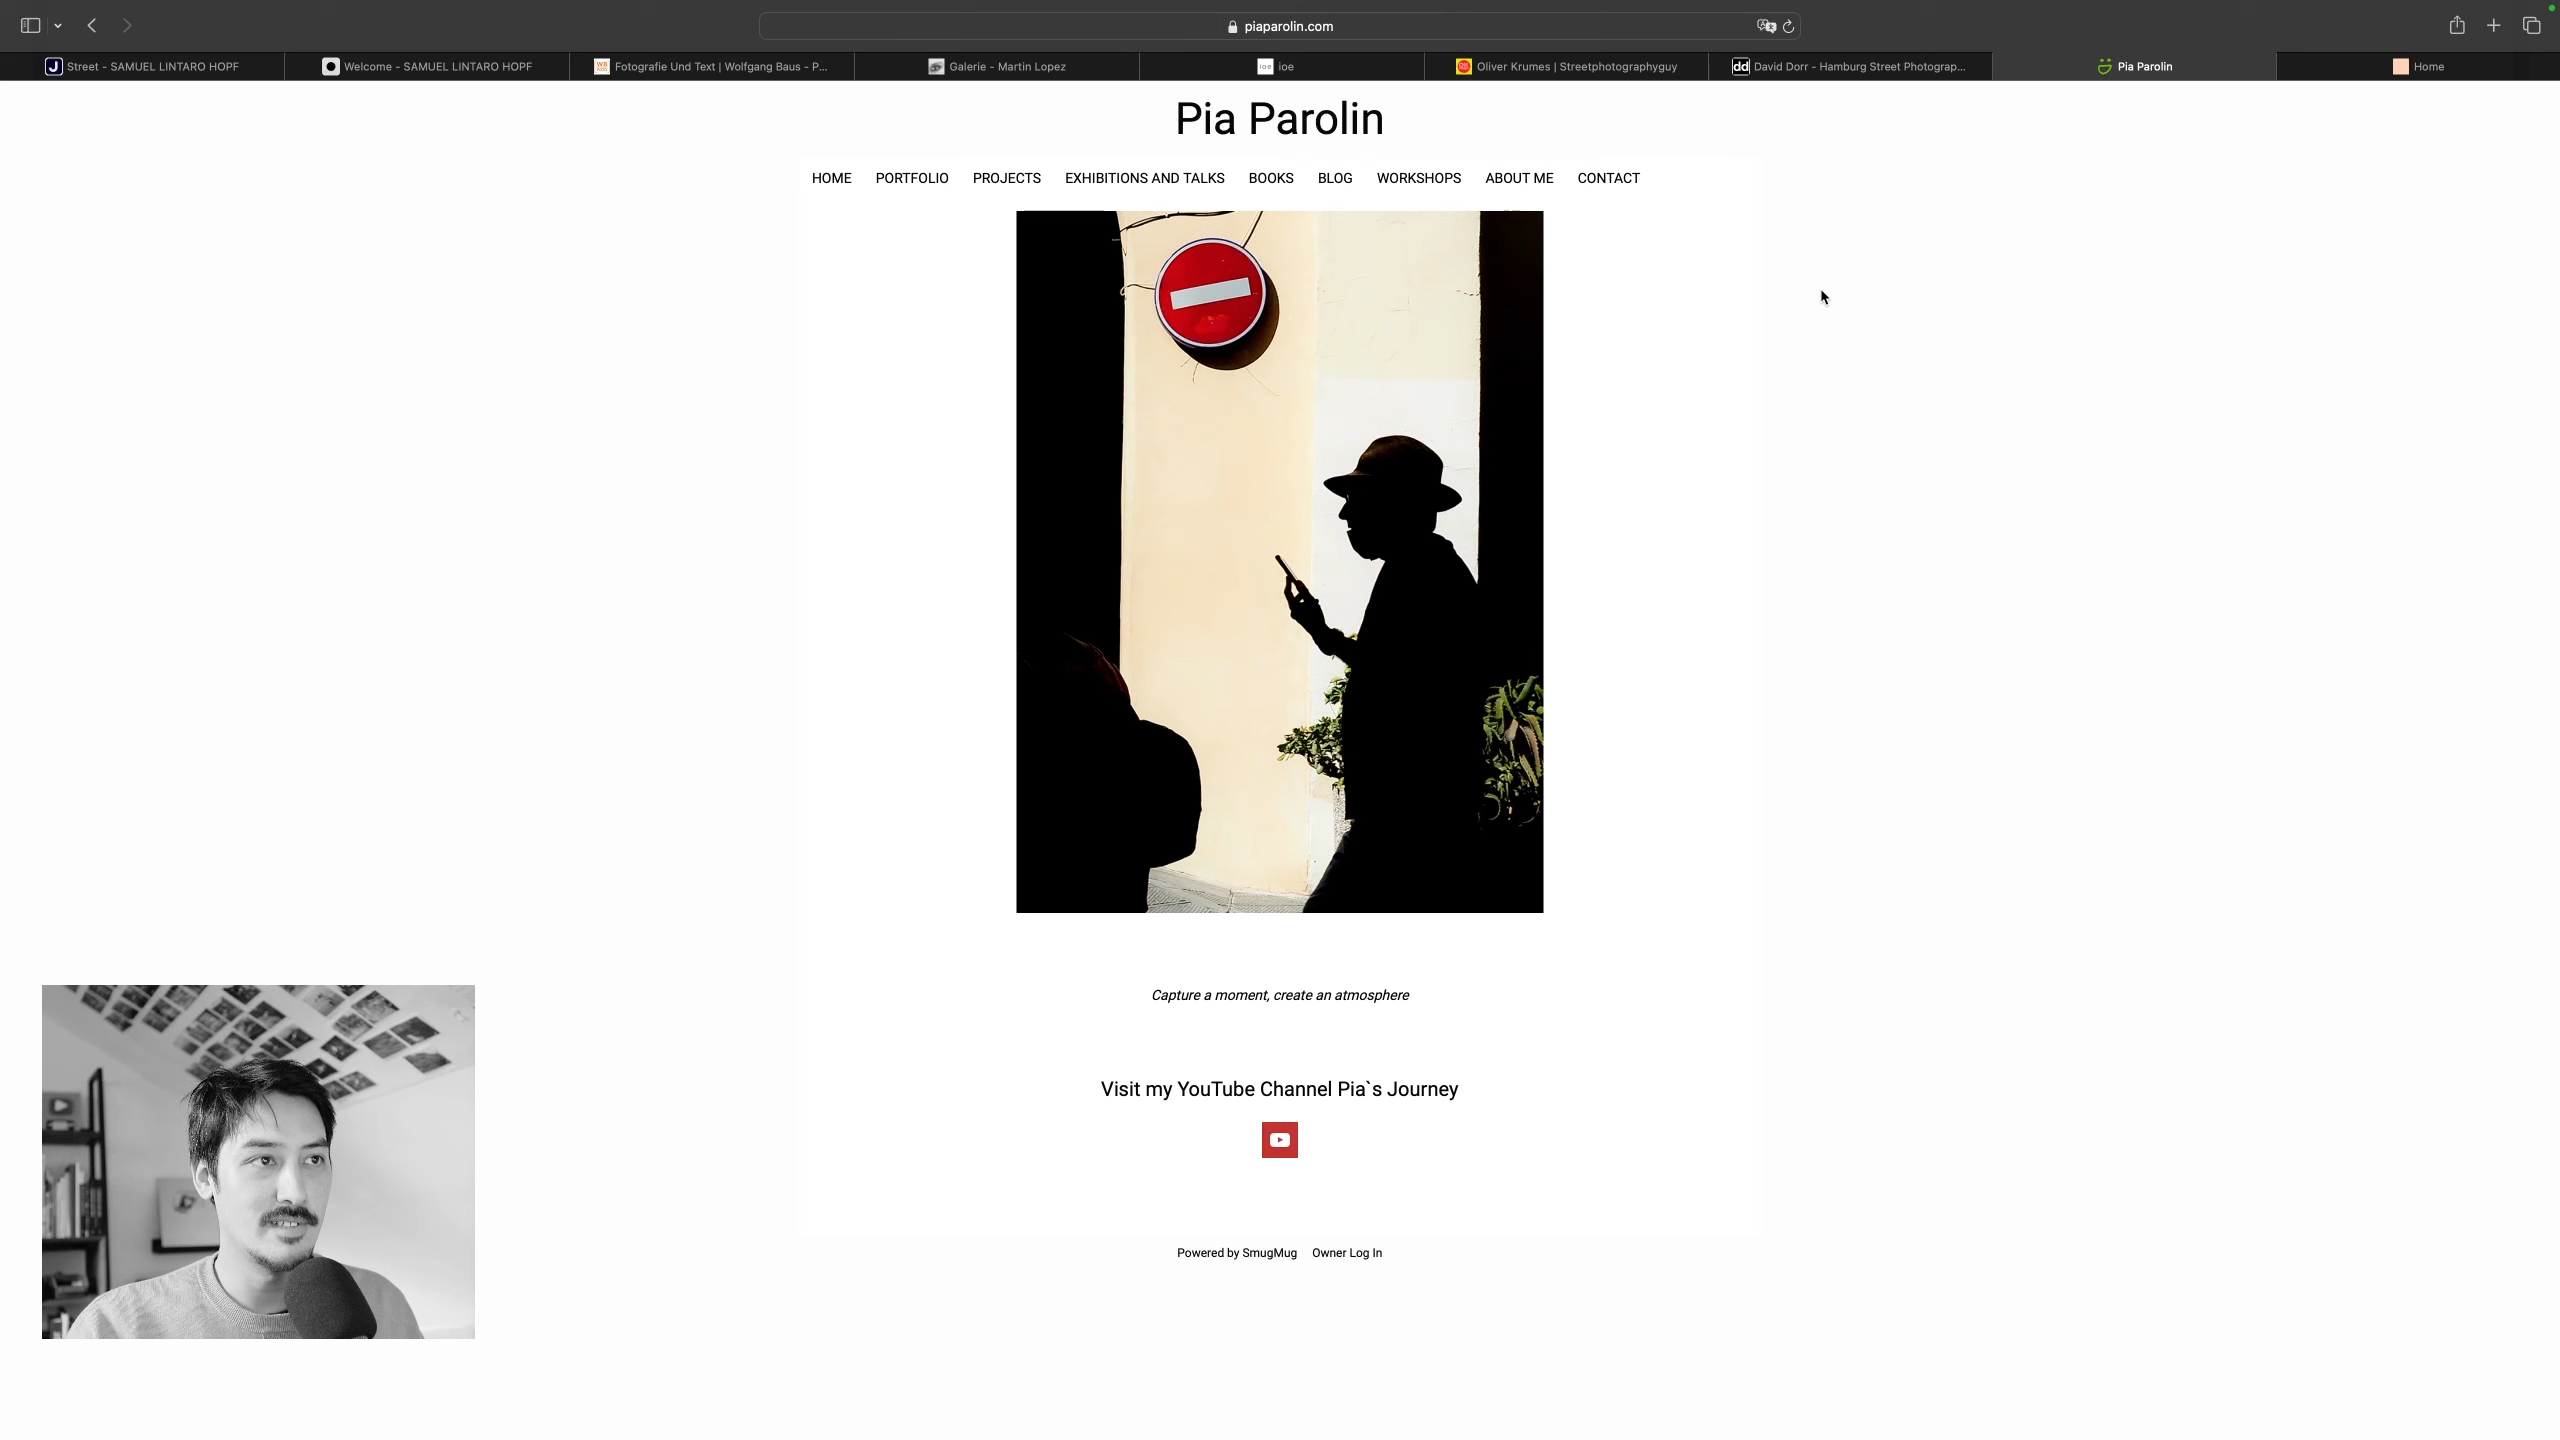 piaparolin.com
Street - SAMUEL LINTARO HOPF
Welcome - SAMUEL LINTARO HOPF
Fotografie Und Text | Wolfgang Baus - P...
Galerie - Martin Lopez
ioe
Oliver Krumes | Streetphotographyguy
dd David Dorr - Hamburg Street Photograp...
Pia Parolin
Home
Pia Parolin
HOME PORTFOLIO PROJECTS EXHIBITIONS AND TALKS BOOKS BLOG WORKSHOPS ABOUT ME CONTACT
Capture a moment, create an atmosphere
Visit my YouTube Channel Pia`s Journey
Powered by SmugMug Owner Log In